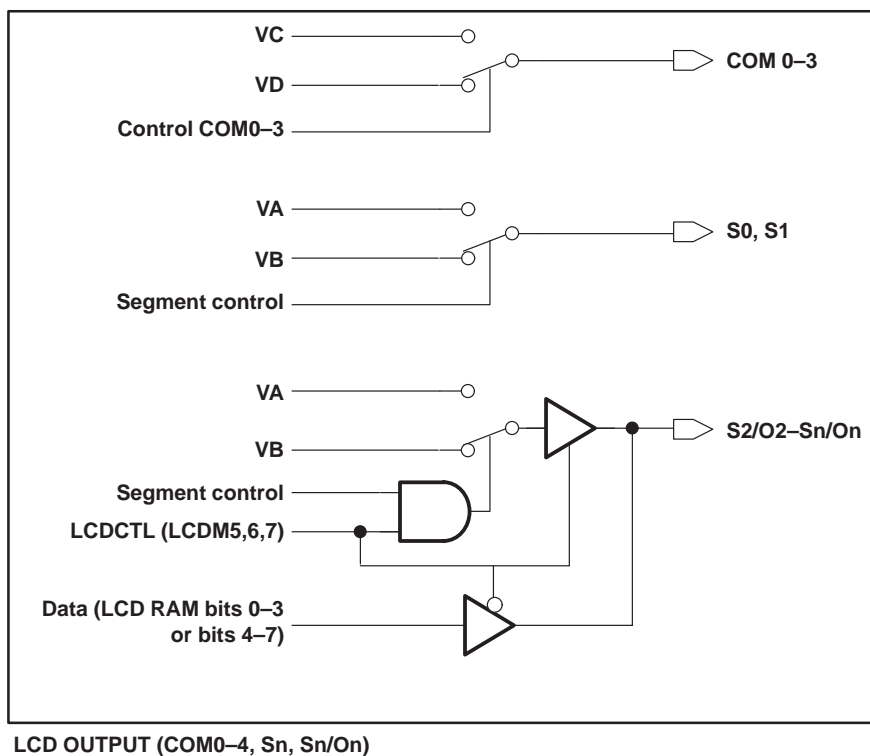 VC
COM 0–3
VD
Control COM0–3
VA
S0, S1
VB
Segment control
VA
S2/O2–Sn/On
VB
Segment control
LCDCTL (LCDM5,6,7)
Data (LCD RAM bits 0–3
or bits 4–7)
LCD OUTPUT (COM0–4, Sn, Sn/On)